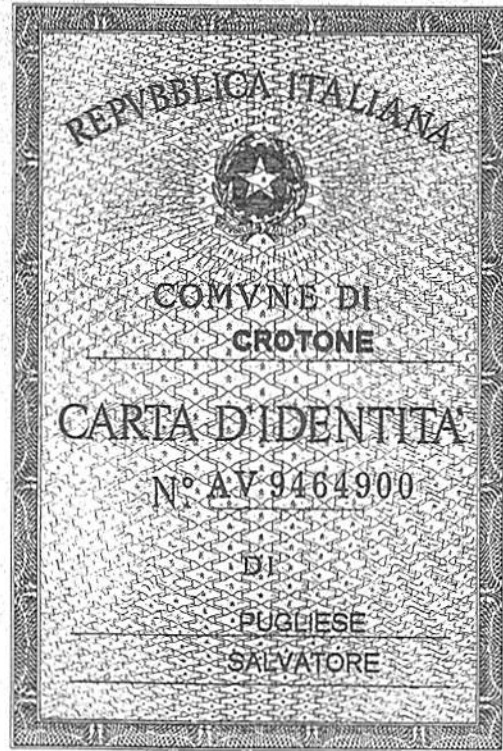 REPVBBLICA ITALIANA
COMVNE DI
CROTONE
CARTA D'IDENTITA'
N° AV 9464900
DI
PUGLIESE
SALVATORE